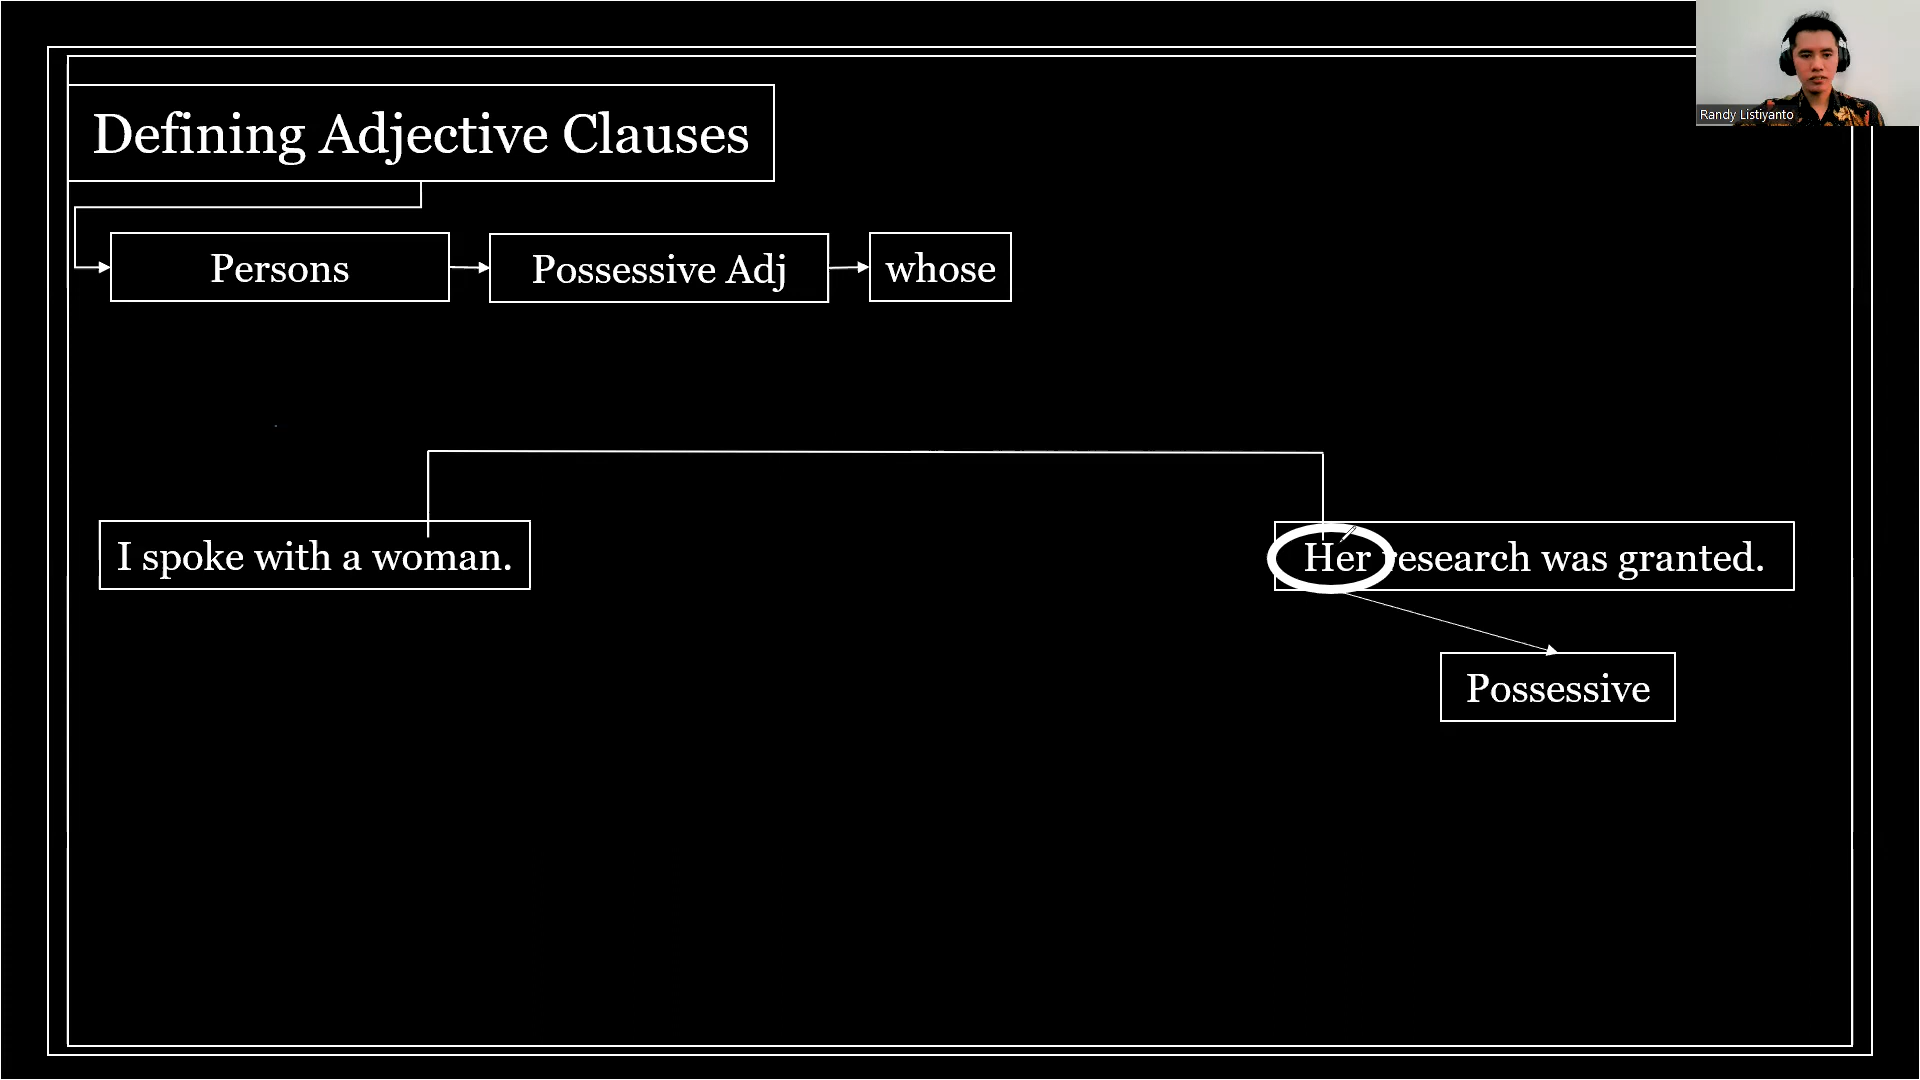 Randy Listiyanto
Defining Adjective Clauses
Persons
Possessive Adj
whose
I spoke with a woman.
Her research was granted.
Possessive